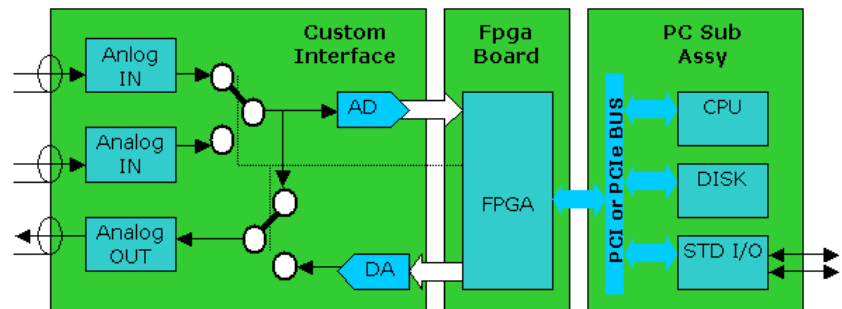 Custom
Interface
Fpga
Board
PC Sub
Assy
Anlog
IN
Analog
IN
Analog
OUT
AD
DA
FPGA
PCI or PCIe BUS
CPU
DISK
STD I/O